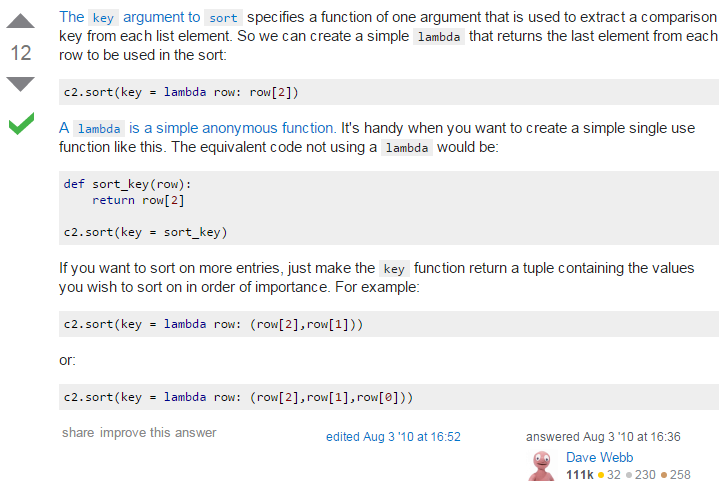 The key argument to sort specifies a function of one argument that is used to extract a comparison
key from each list element. So we can create a simple lambda that returns the last element from each
row to be used in the sort:
12
c2.sort(key = lambda row: row[2])
A lambda is a simple anonymous function. It's handy when you want to create a simple single use
function like this. The equivalent code not using a lambda would be:
def sort_key(row):
    return row[2]
c2.sort(key = sort_key)
If you want to sort on more entries, just make the key function return a tuple containing the values
you wish to sort on in order of importance. For example:
c2.sort(key = lambda row: (row[2],row[1]))
or:
c2.sort(key = lambda row: (row[2],row[1],row[0]))
share improve this answer
edited Aug 3 '10 at 16:52
answered Aug 3 '10 at 16:36
Dave Webb
111k 32 230 258